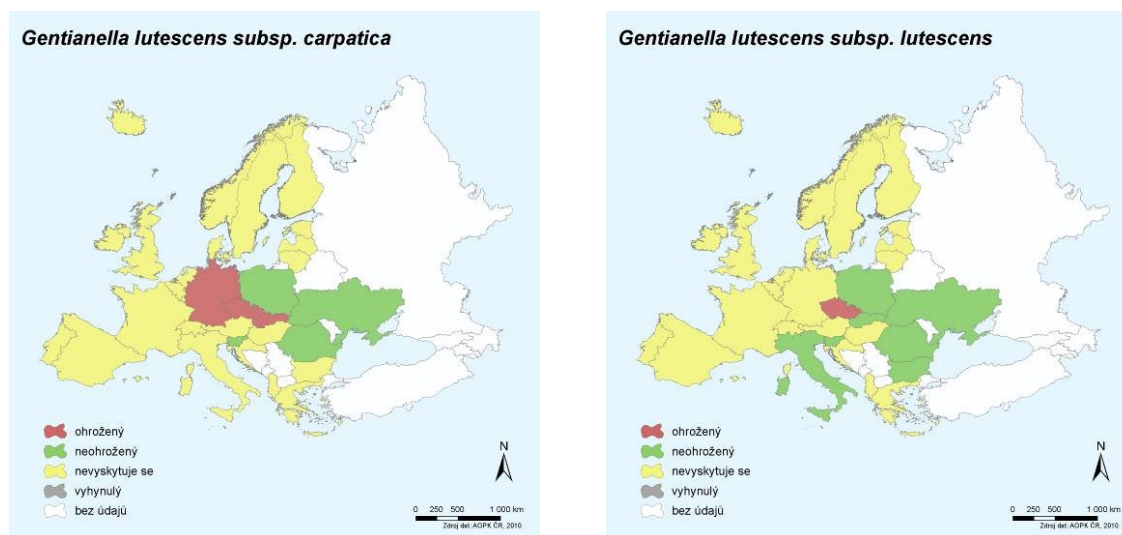 Gentianella lutescens subsp. carpatica
N
ohrožený
neohrožený
nevyskytuje se
vyhynulý
bez údajů
0 250 500 1 000 km
Zdroj dat: AOPK ČR, 2010
Gentianella lutescens subsp. lutescens
N
ohrožený
neohrožený
nevyskytuje se
vyhynulý
bez údajů
0 250 500 1 000 km
Zdroj dat: AOPK ČR, 2010